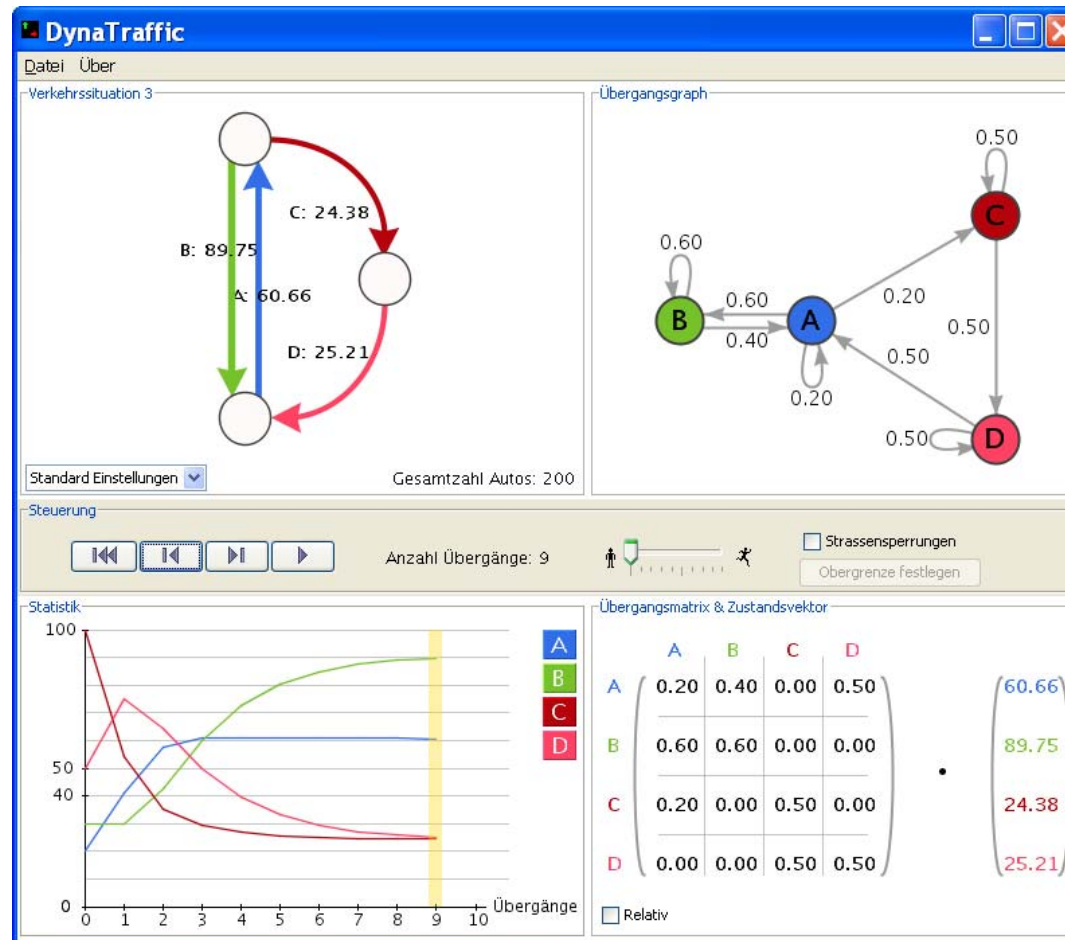 DynaTraffic
Datei Über
Verkehrssituation 3
B: 89.75
A: 60.66
C: 24.38
D: 25.21
Standard Einstellungen
Gesamtzahl Autos: 200
Übergangsgraph
0.50
C
0.60
B
0.60
0.40
A
0.20
0.20
0.50
0.50
0.50
D
Steuerung
Anzahl Übergänge: 9
Strassensperrungen
Obergrenze festlegen
Statistik
100
50
40
0
0 1 2 3 4 5 6 7 8 9 10
Übergänge
A
B
C
D
Übergangsmatrix & Zustandsvektor
A B C D
A 0.20 0.40 0.00 0.50 60.66
B 0.60 0.60 0.00 0.00 • 89.75
C 0.20 0.00 0.50 0.00 24.38
D 0.00 0.00 0.50 0.50 25.21
Relativ